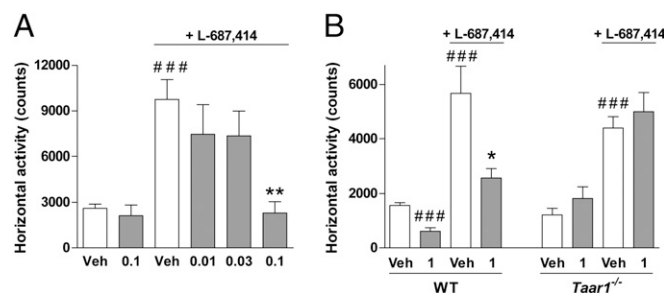 A
+ L-687,414
Horizontal activity (counts)
12000
9000
6000
3000
0
###
**
Veh 0.1 Veh 0.01 0.03 0.1
B
+ L-687,414 + L-687,414
Horizontal activity (counts)
6000
4000
2000
0
### ### * ###
Veh 1 Veh 1 Veh 1 Veh 1
WT Taar1-/-